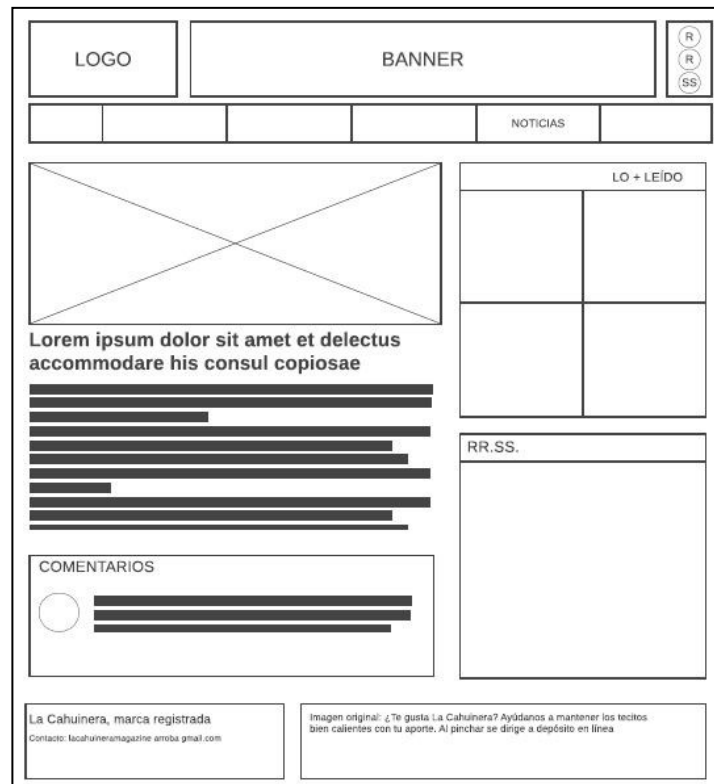 LOGO
BANNER
R
R
SS
NOTICIAS
LO + LEÍDO
Lorem ipsum dolor sit amet et delectus
accommodare his consul copiosae
RR.SS.
COMENTARIOS
La Cahuinera, marca registrada
Contacto: lacahuineramagazine arroba gmail.com
Imagen original: ¿Te gusta La Cahuinera? Ayúdanos a mantener los tecitos
bien calientes con tu aporte. Al pinchar se dirige a depósito en línea